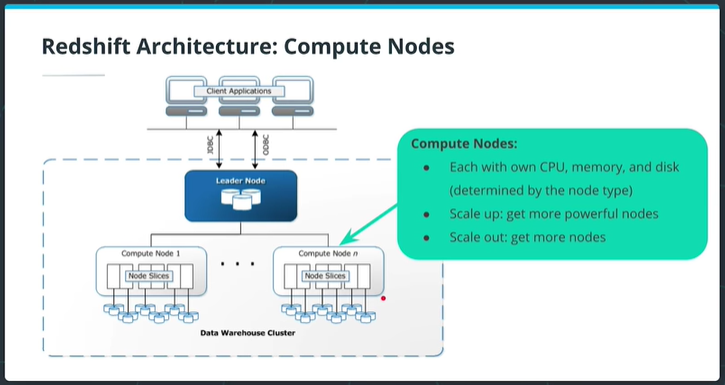 Redshift Architecture: Compute Nodes
Client Applications
JDBC
ODBC
Leader Node
Compute Node 1
. . .
Compute Node n
Node Slices
Node Slices
Data Warehouse Cluster
Compute Nodes:
• Each with own CPU, memory, and disk
(determined by the node type)
• Scale up: get more powerful nodes
• Scale out: get more nodes